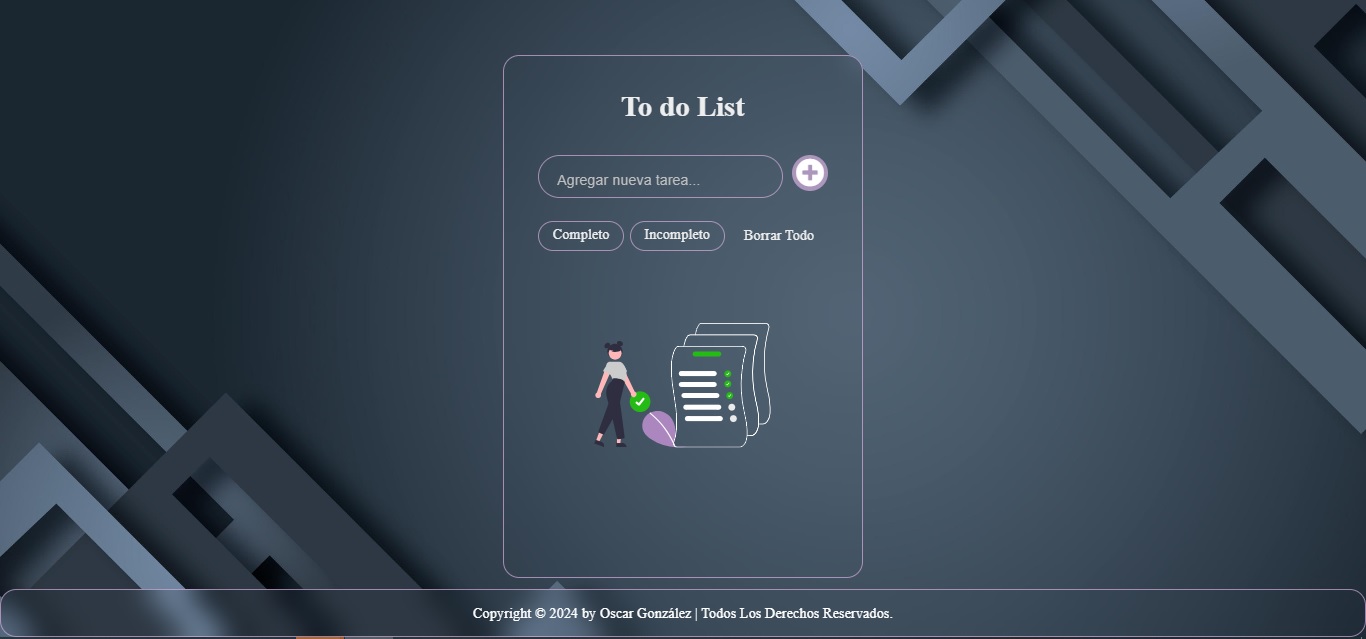 To do List
Agregar nueva tarea...
Completo Incompleto Borrar Todo
Copyright © 2024 by Oscar González | Todos Los Derechos Reservados.